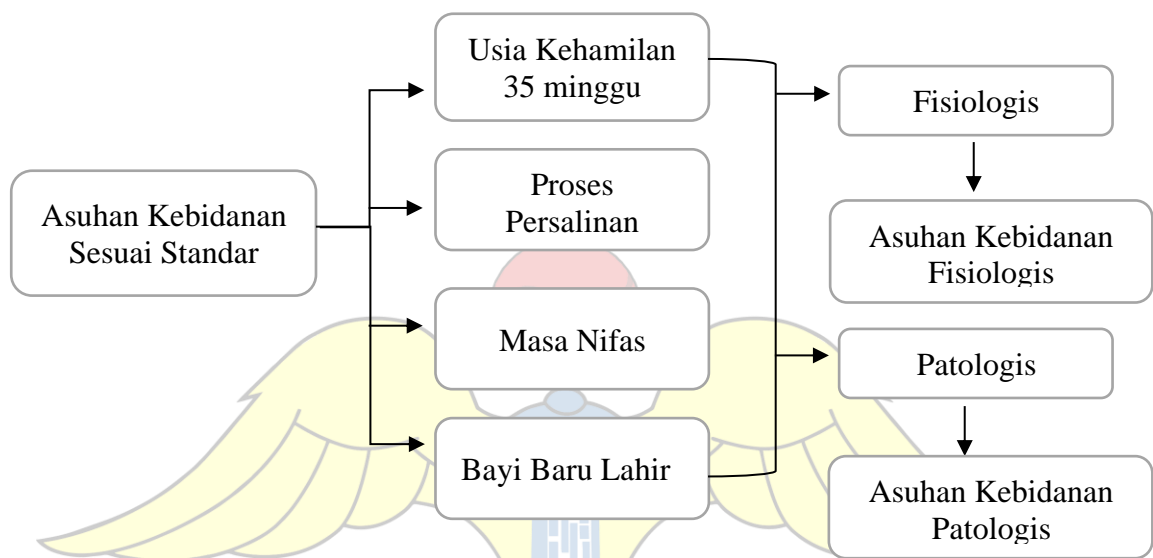 Asuhan Kebidanan
Sesuai Standar
Usia Kehamilan
35 minggu
Proses
Persalinan
Masa Nifas
Bayi Baru Lahir
Fisiologis
Asuhan Kebidanan
Fisiologis
Patologis
Asuhan Kebidanan
Patologis